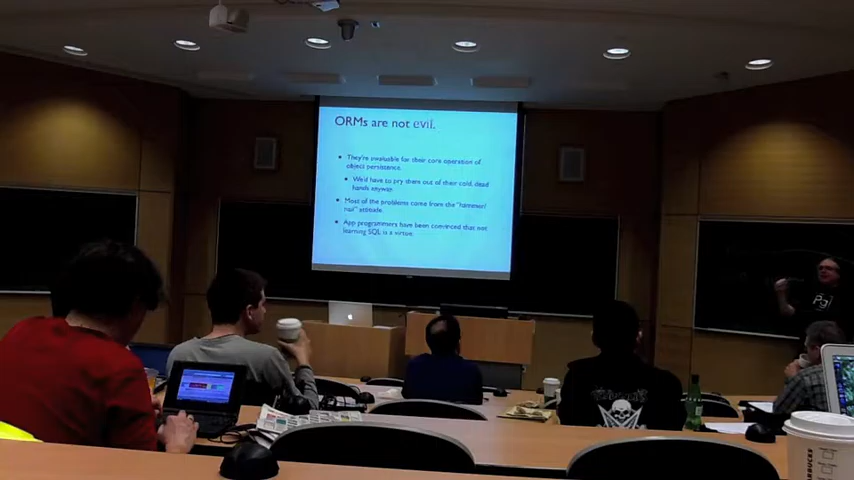 ORMs are not evil.
They're invaluable for their core operation of
object persistence.
We'd have to pry them out of their cold, dead
hands anyway.
Most of the problems come from the "hammer/
nail" attitude.
App programmers have been convinced that not
learning SQL is a virtue.
Pg